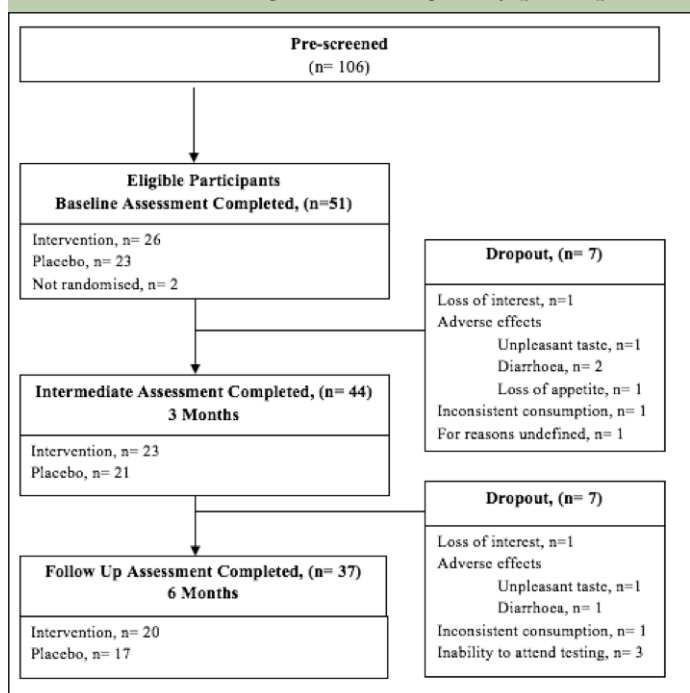 Pre-screened
(n= 106)
Eligible Participants
Baseline Assessment Completed, (n=51)
Intervention, n= 26
Placebo, n= 23
Not randomised, n= 2
Dropout, (n= 7)
Loss of interest, n=1
Adverse effects
Unpleasant taste, n=1
Diarrhoea, n= 2
Loss of appetite, n= 1
Inconsistent consumption, n= 1
For reasons undefined, n= 1
Intermediate Assessment Completed, (n= 44)
3 Months
Intervention, n= 23
Placebo, n= 21
Dropout, (n= 7)
Loss of interest, n=1
Adverse effects
Unpleasant taste, n=1
Diarrhoea, n= 1
Inconsistent consumption, n= 1
Inability to attend testing, n= 3
Follow Up Assessment Completed, (n= 37)
6 Months
Intervention, n= 20
Placebo, n= 17